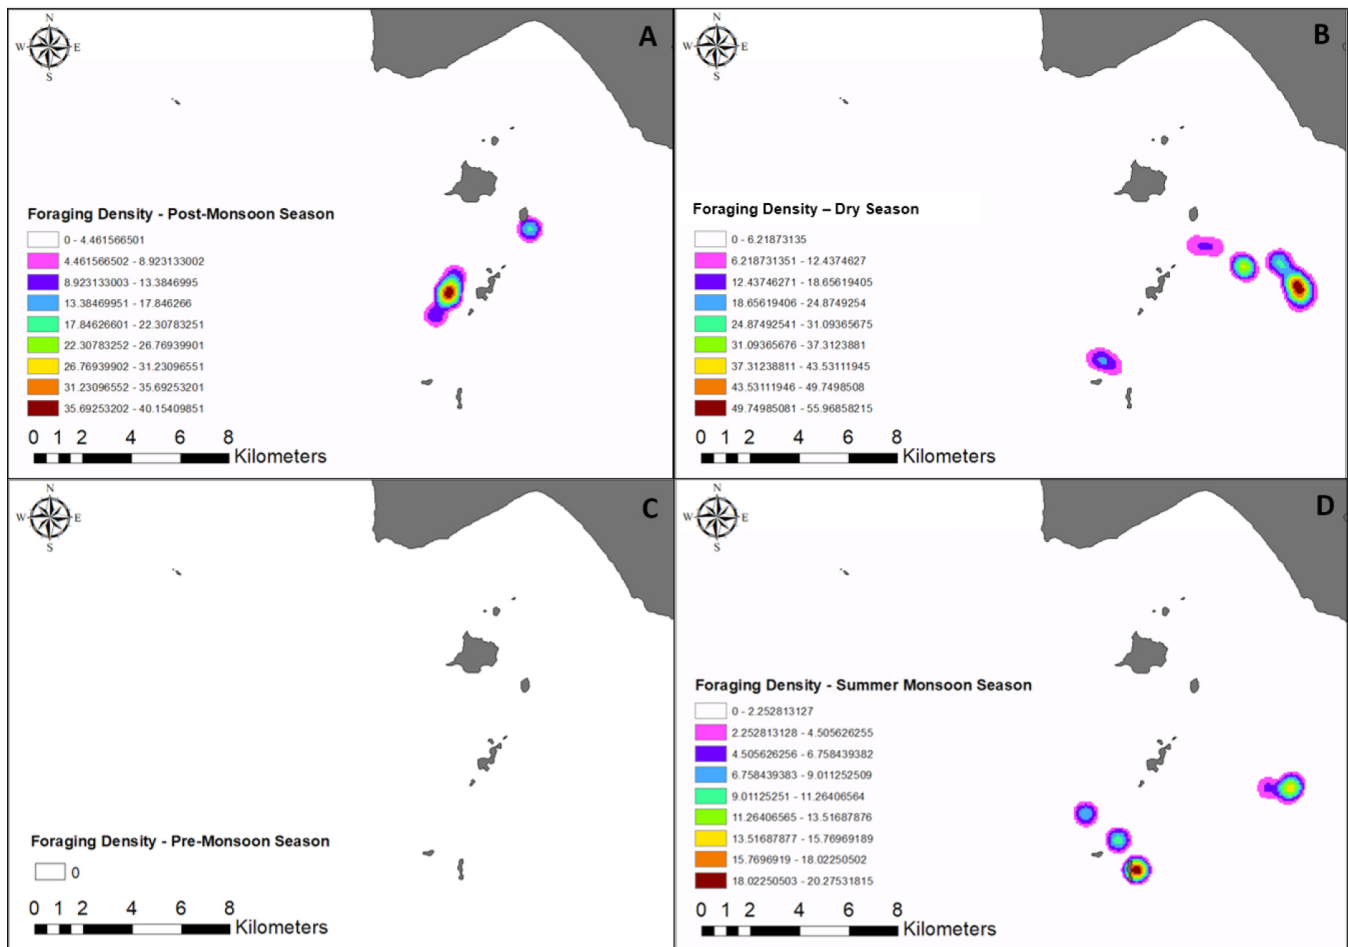 N
W E
S
A
Foraging Density - Post-Monsoon Season
0 - 4.461566501
4.461566502 - 8.923133002
8.923133003 - 13.3846995
13.38469951 - 17.846266
17.84626601 - 22.30783251
22.30783252 - 26.76939901
26.76939902 - 31.23096551
31.23096552 - 35.69253201
35.69253202 - 40.15409851
0 1 2 4 6 8
Kilometers
N
W E
S
B
Foraging Density – Dry Season
0 - 6.21873135
6.218731351 - 12.4374627
12.43746271 - 18.65619405
18.65619406 - 24.8749254
24.87492541 - 31.09365675
31.09365676 - 37.3123881
37.31238811 - 43.53111945
43.53111946 - 49.7498508
49.74985081 - 55.96858215
0 1 2 4 6 8
Kilometers
N
W E
S
C
Foraging Density - Pre-Monsoon Season
0
0 1 2 4 6 8
Kilometers
N
W E
S
D
Foraging Density - Summer Monsoon Season
0 - 2.252813127
2.252813128 - 4.505626255
4.505626256 - 6.758439382
6.758439383 - 9.011252509
9.01125251 - 11.26406564
11.26406565 - 13.51687876
13.51687877 - 15.76969189
15.7696919 - 18.02250502
18.02250503 - 20.27531815
0 1 2 4 6 8
Kilometers